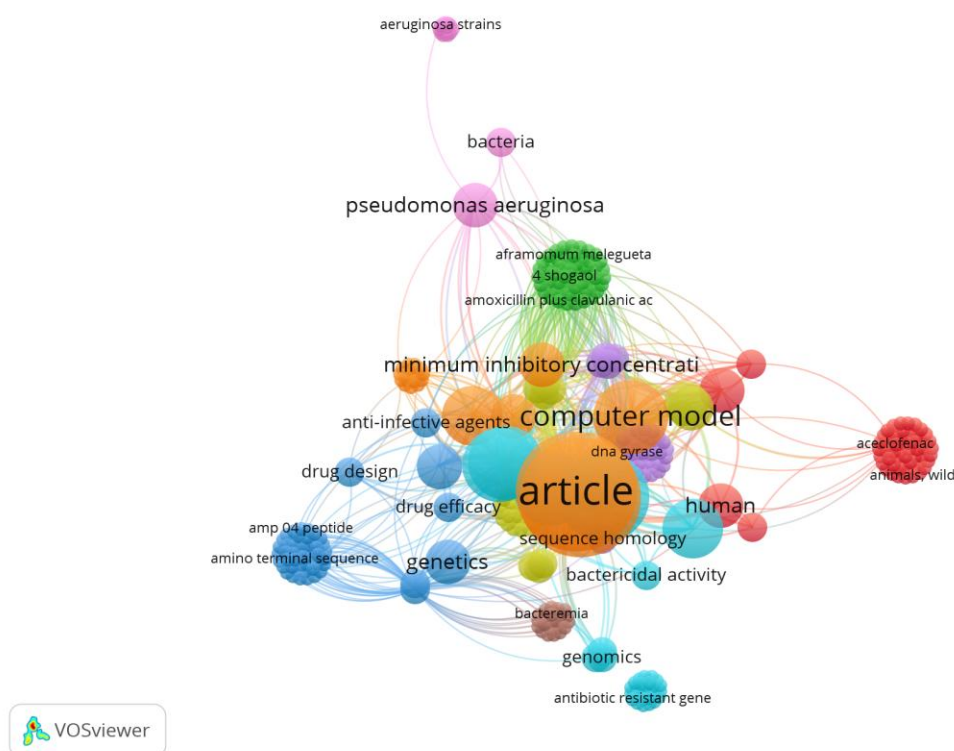 aeruginosa strains
bacteria
pseudomonas aeruginosa
aframomum melegueta
4 shogaol
amoxicillin plus clavulanic ac
minimum inhibitory concentrati
computer model
anti-infective agents
aceclofenac
dna gyrase
drug design
animals, wild
article
drug efficacy
human
amp 04 peptide
sequence homology
amino terminal sequence
genetics
bactericidal activity
bacteremia
genomics
antibiotic resistant gene
VOSviewer